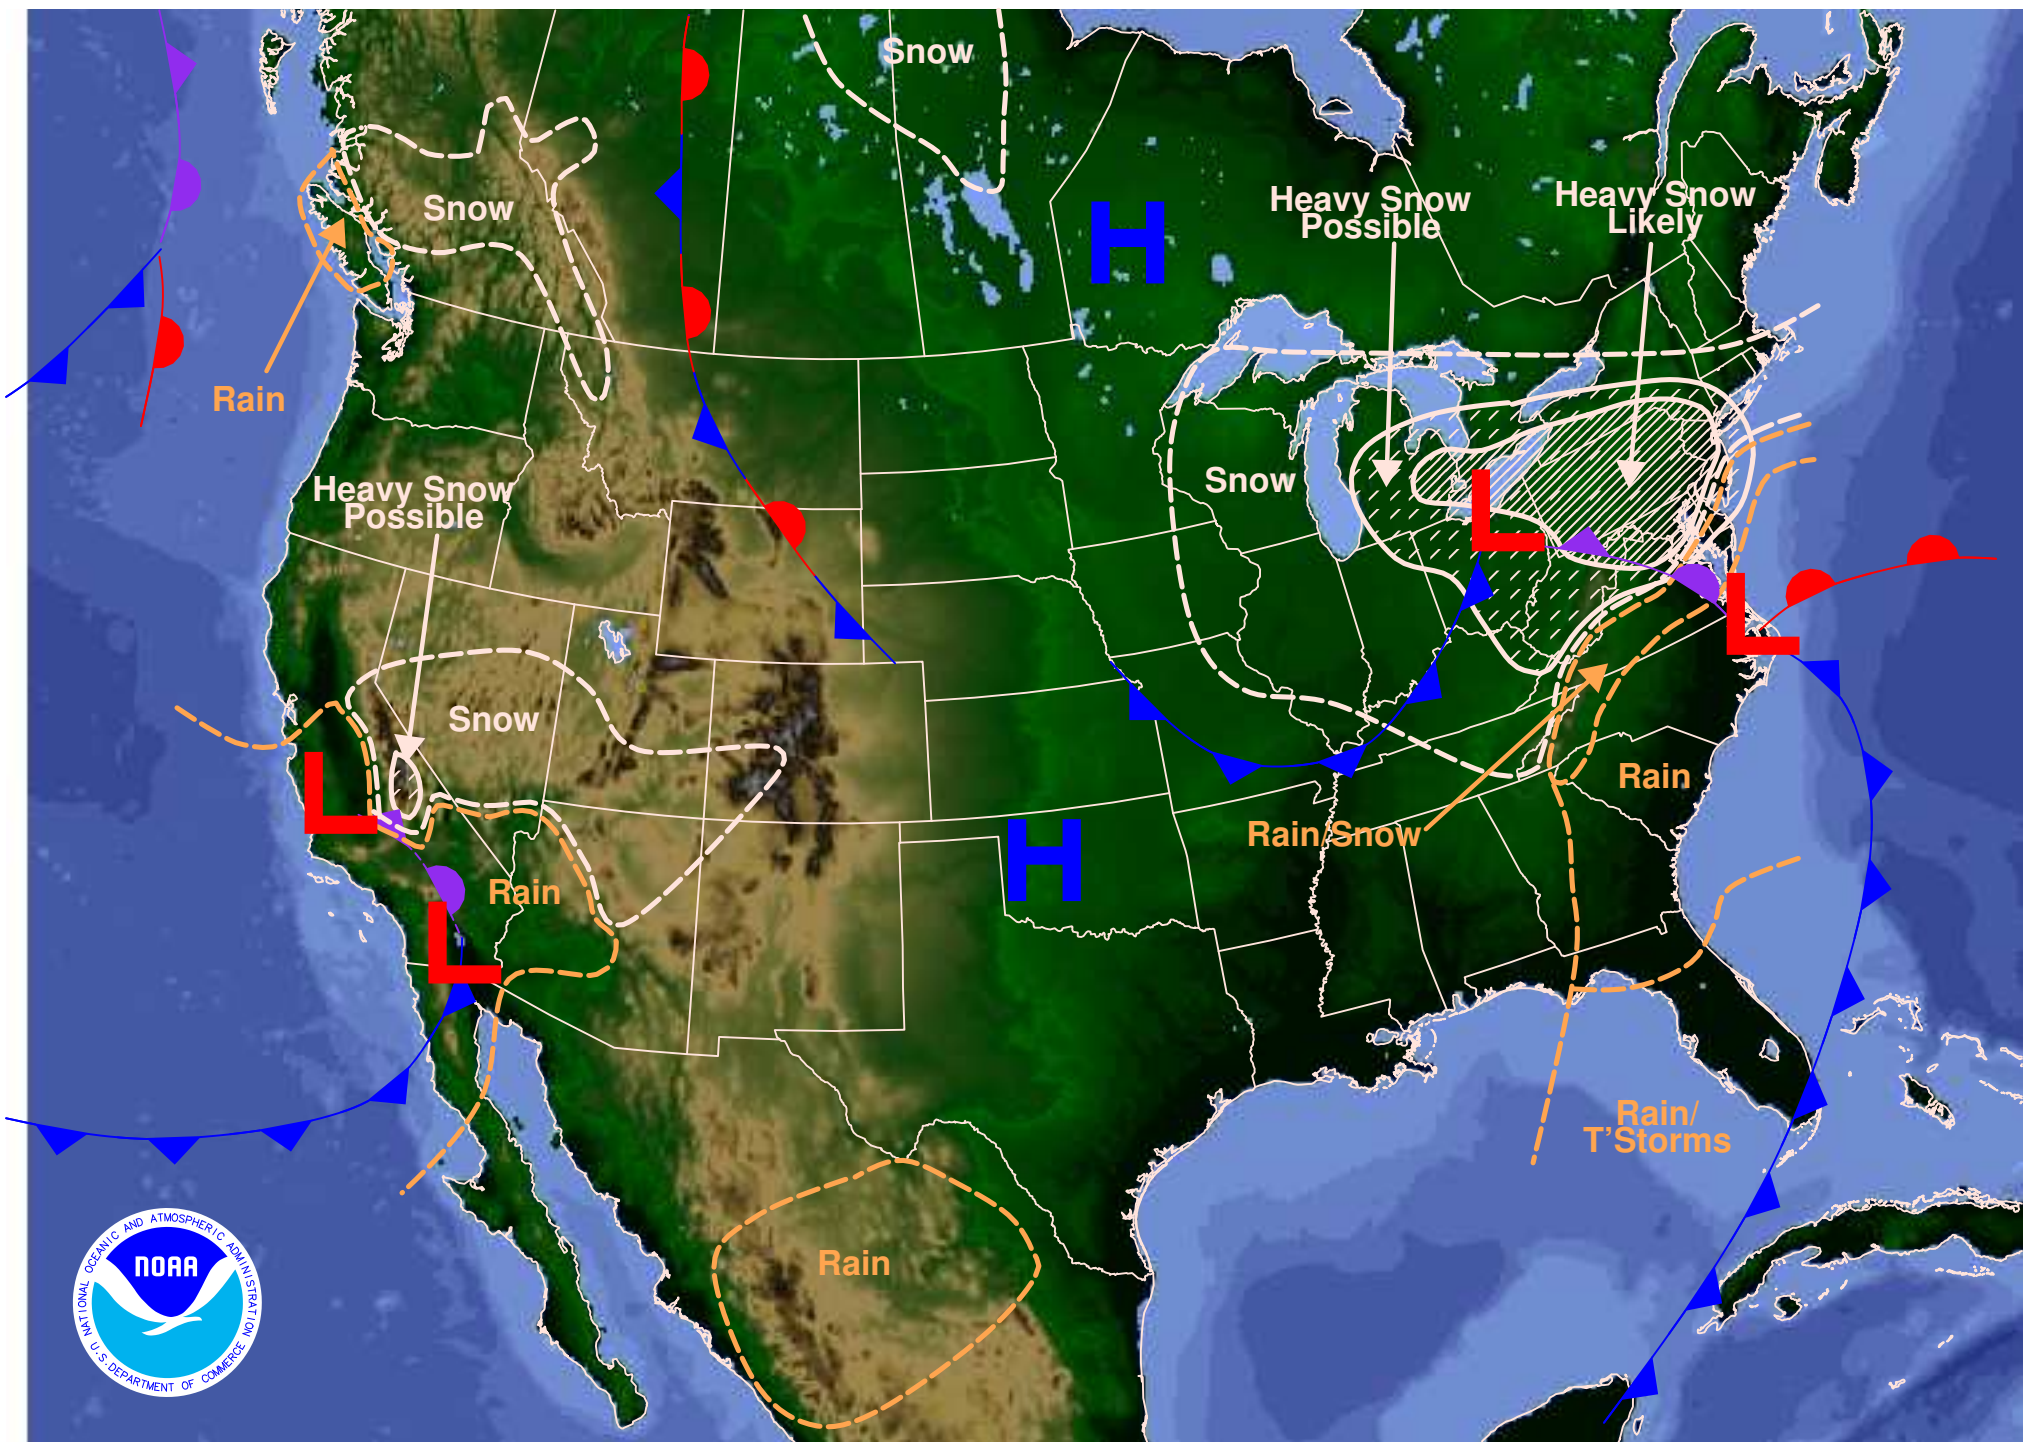 Snow
Heavy Snow
Possible
Heavy Snow
Likely
Snow
H
Rain
Snow
Heavy Snow
Possible
L
L
Snow
L
Rain
Rain/Snow
H
Rain
L
Rain/
T'Storms
Rain
NOAA
NATIONAL OCEANIC AND ATMOSPHERIC ADMINISTRATION
U.S. DEPARTMENT OF COMMERCE